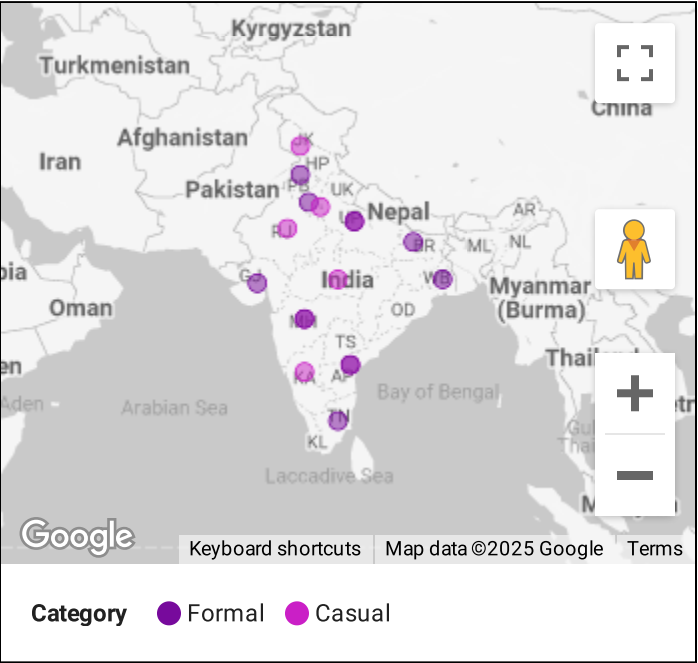 Kyrgyzstan
Turkmenistan
China
Afghanistan
JK
HP
Iran
PB
UK
Pakistan
Nepal
AR
BR
ML
NL
GJ
India
WB
Myanmar
(Burma)
Oman
OD
MH
TS
Thailand
en
KA
AP
Aden
Arabian Sea
Bay of Bengal
TN
KL
Laccadive Sea
Google
Keyboard shortcuts
Map data ©2025 Google
Terms
Category
Formal
Casual